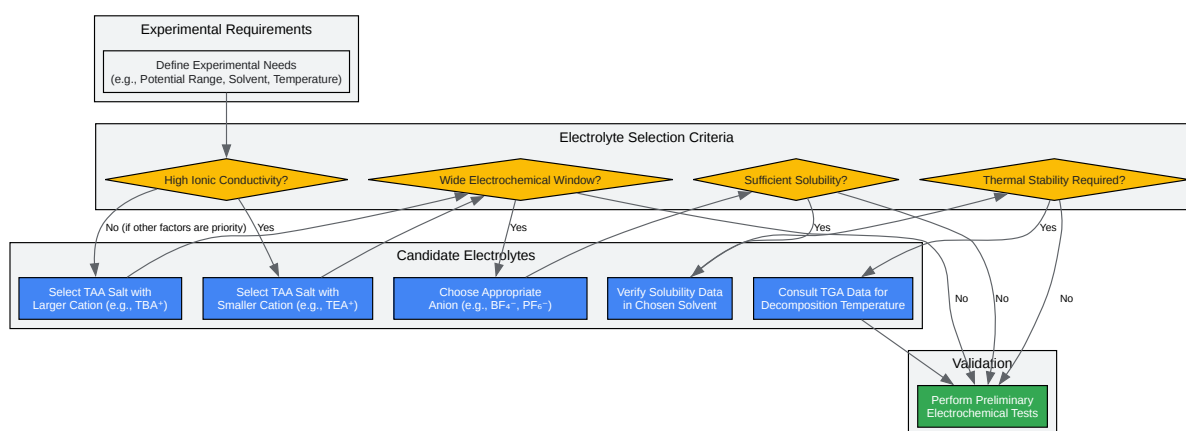 Experimental Requirements
Define Experimental Needs
(e.g., Potential Range, Solvent, Temperature)
Electrolyte Selection Criteria
High Ionic Conductivity?
Wide Electrochemical Window?
Sufficient Solubility?
Thermal Stability Required?
No (if other factors are priority)
Yes
Yes
Yes
Yes
Candidate Electrolytes
Select TAA Salt with
Larger Cation (e.g., TBA⁺)
Select TAA Salt with
Smaller Cation (e.g., TEA⁺)
Choose Appropriate
Anion (e.g., BF₄⁻, PF₆⁻)
Verify Solubility Data
in Chosen Solvent
Consult TGA Data for
Decomposition Temperature
No
No
No
Validation
Perform Preliminary
Electrochemical Tests